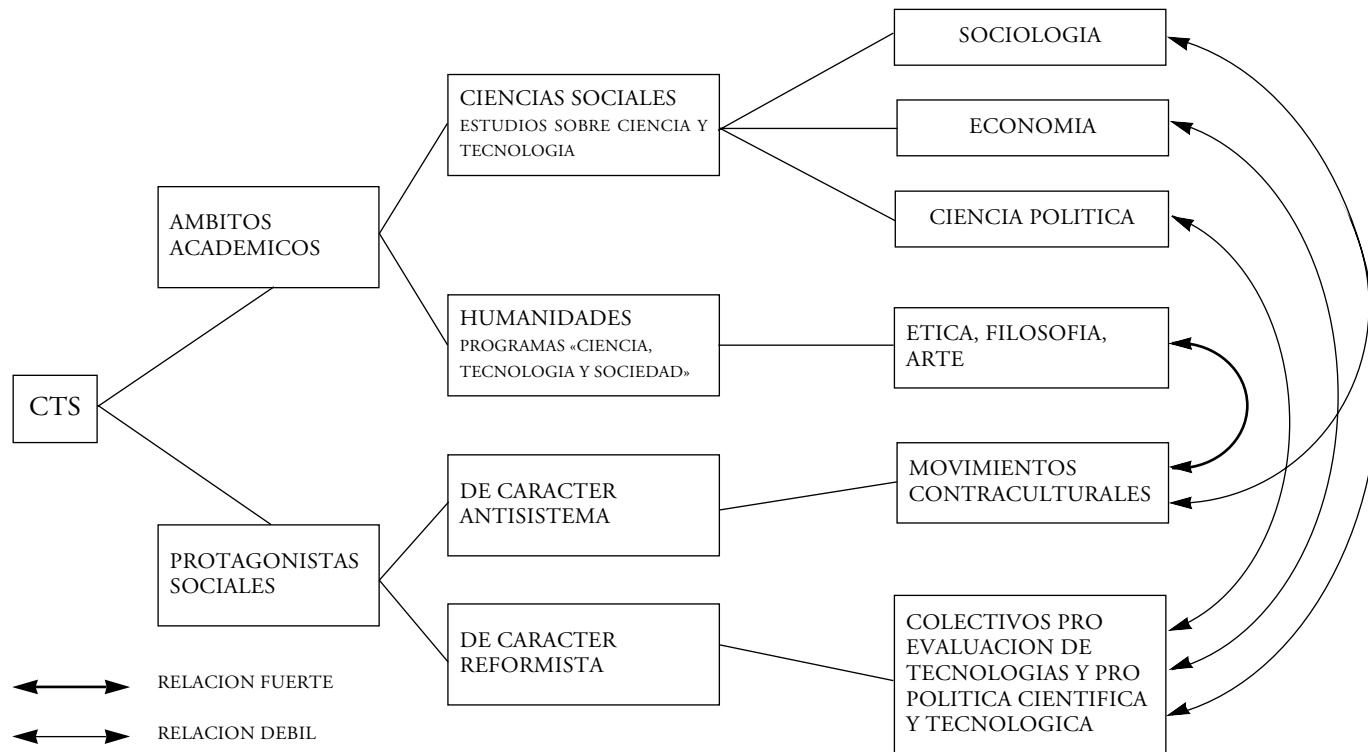 CTS
AMBITOS
ACADEMICOS
PROTAGONISTAS
SOCIALES
CIENCIAS SOCIALES
ESTUDIOS SOBRE CIENCIA Y
TECNOLOGIA
HUMANIDADES
PROGRAMAS «CIENCIA,
TECNOLOGIA Y SOCIEDAD»
DE CARACTER
ANTISISTEMA
DE CARACTER
REFORMISTA
SOCIOLOGIA
ECONOMIA
CIENCIA POLITICA
ETICA, FILOSOFIA,
ARTE
MOVIMIENTOS
CONTRACULTURALES
COLECTIVOS PRO
EVALUACION DE
TECNOLOGIAS Y PRO
POLITICA CIENTIFICA
Y TECNOLOGICA
RELACION FUERTE
RELACION DEBIL